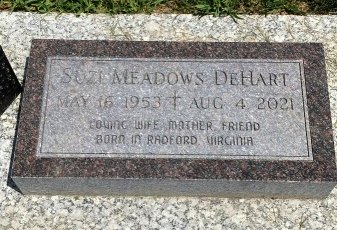 SUZI MEADOWS DEHART
MAY 16 1953 † AUG 4 2021
LOVING WIFE MOTHER FRIEND
BORN IN RADFORD VIRGINIA